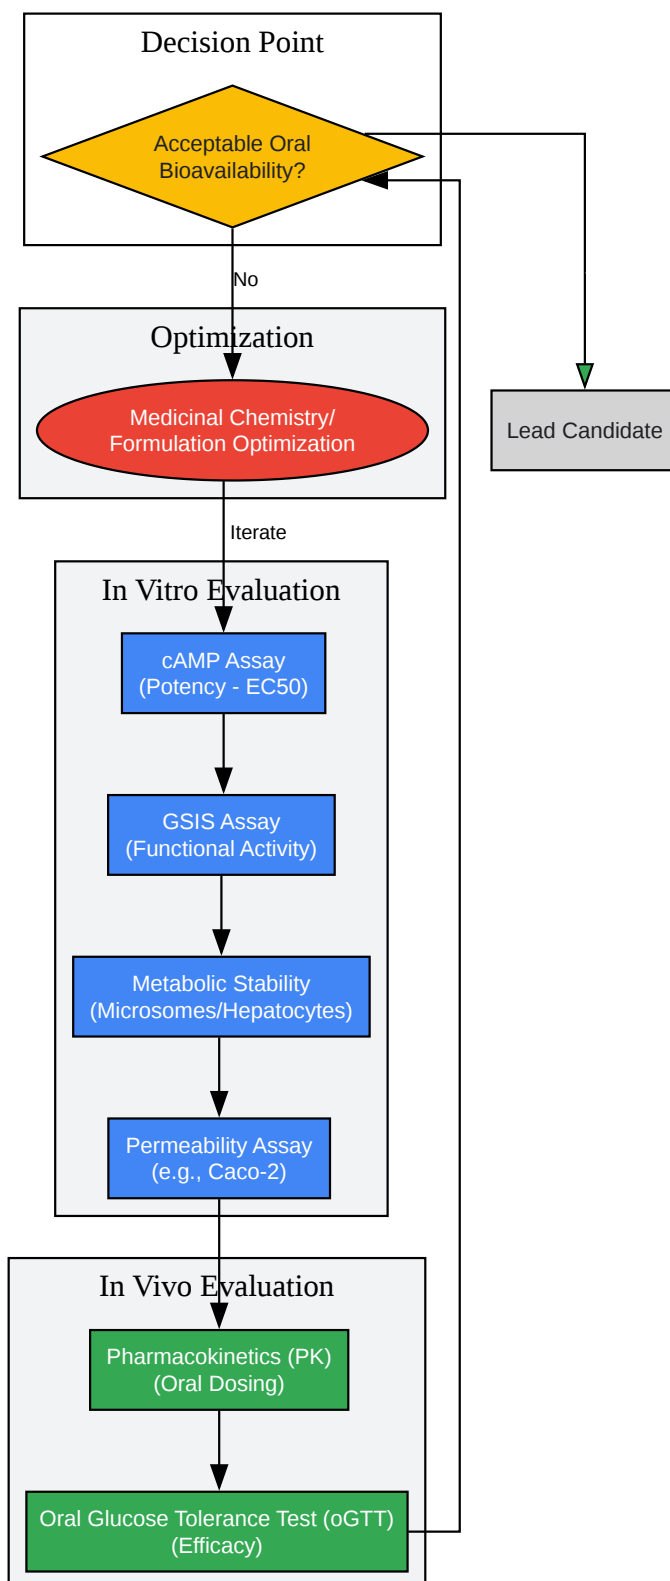 Decision Point
Acceptable Oral
Bioavailability?
No
Optimization
Medicinal Chemistry/
Formulation Optimization
Lead Candidate
Iterate
In Vitro Evaluation
cAMP Assay
(Potency - EC50)
GSIS Assay
(Functional Activity)
Metabolic Stability
(Microsomes/Hepatocytes)
Permeability Assay
(e.g., Caco-2)
In Vivo Evaluation
Pharmacokinetics (PK)
(Oral Dosing)
Oral Glucose Tolerance Test (oGTT)
(Efficacy)